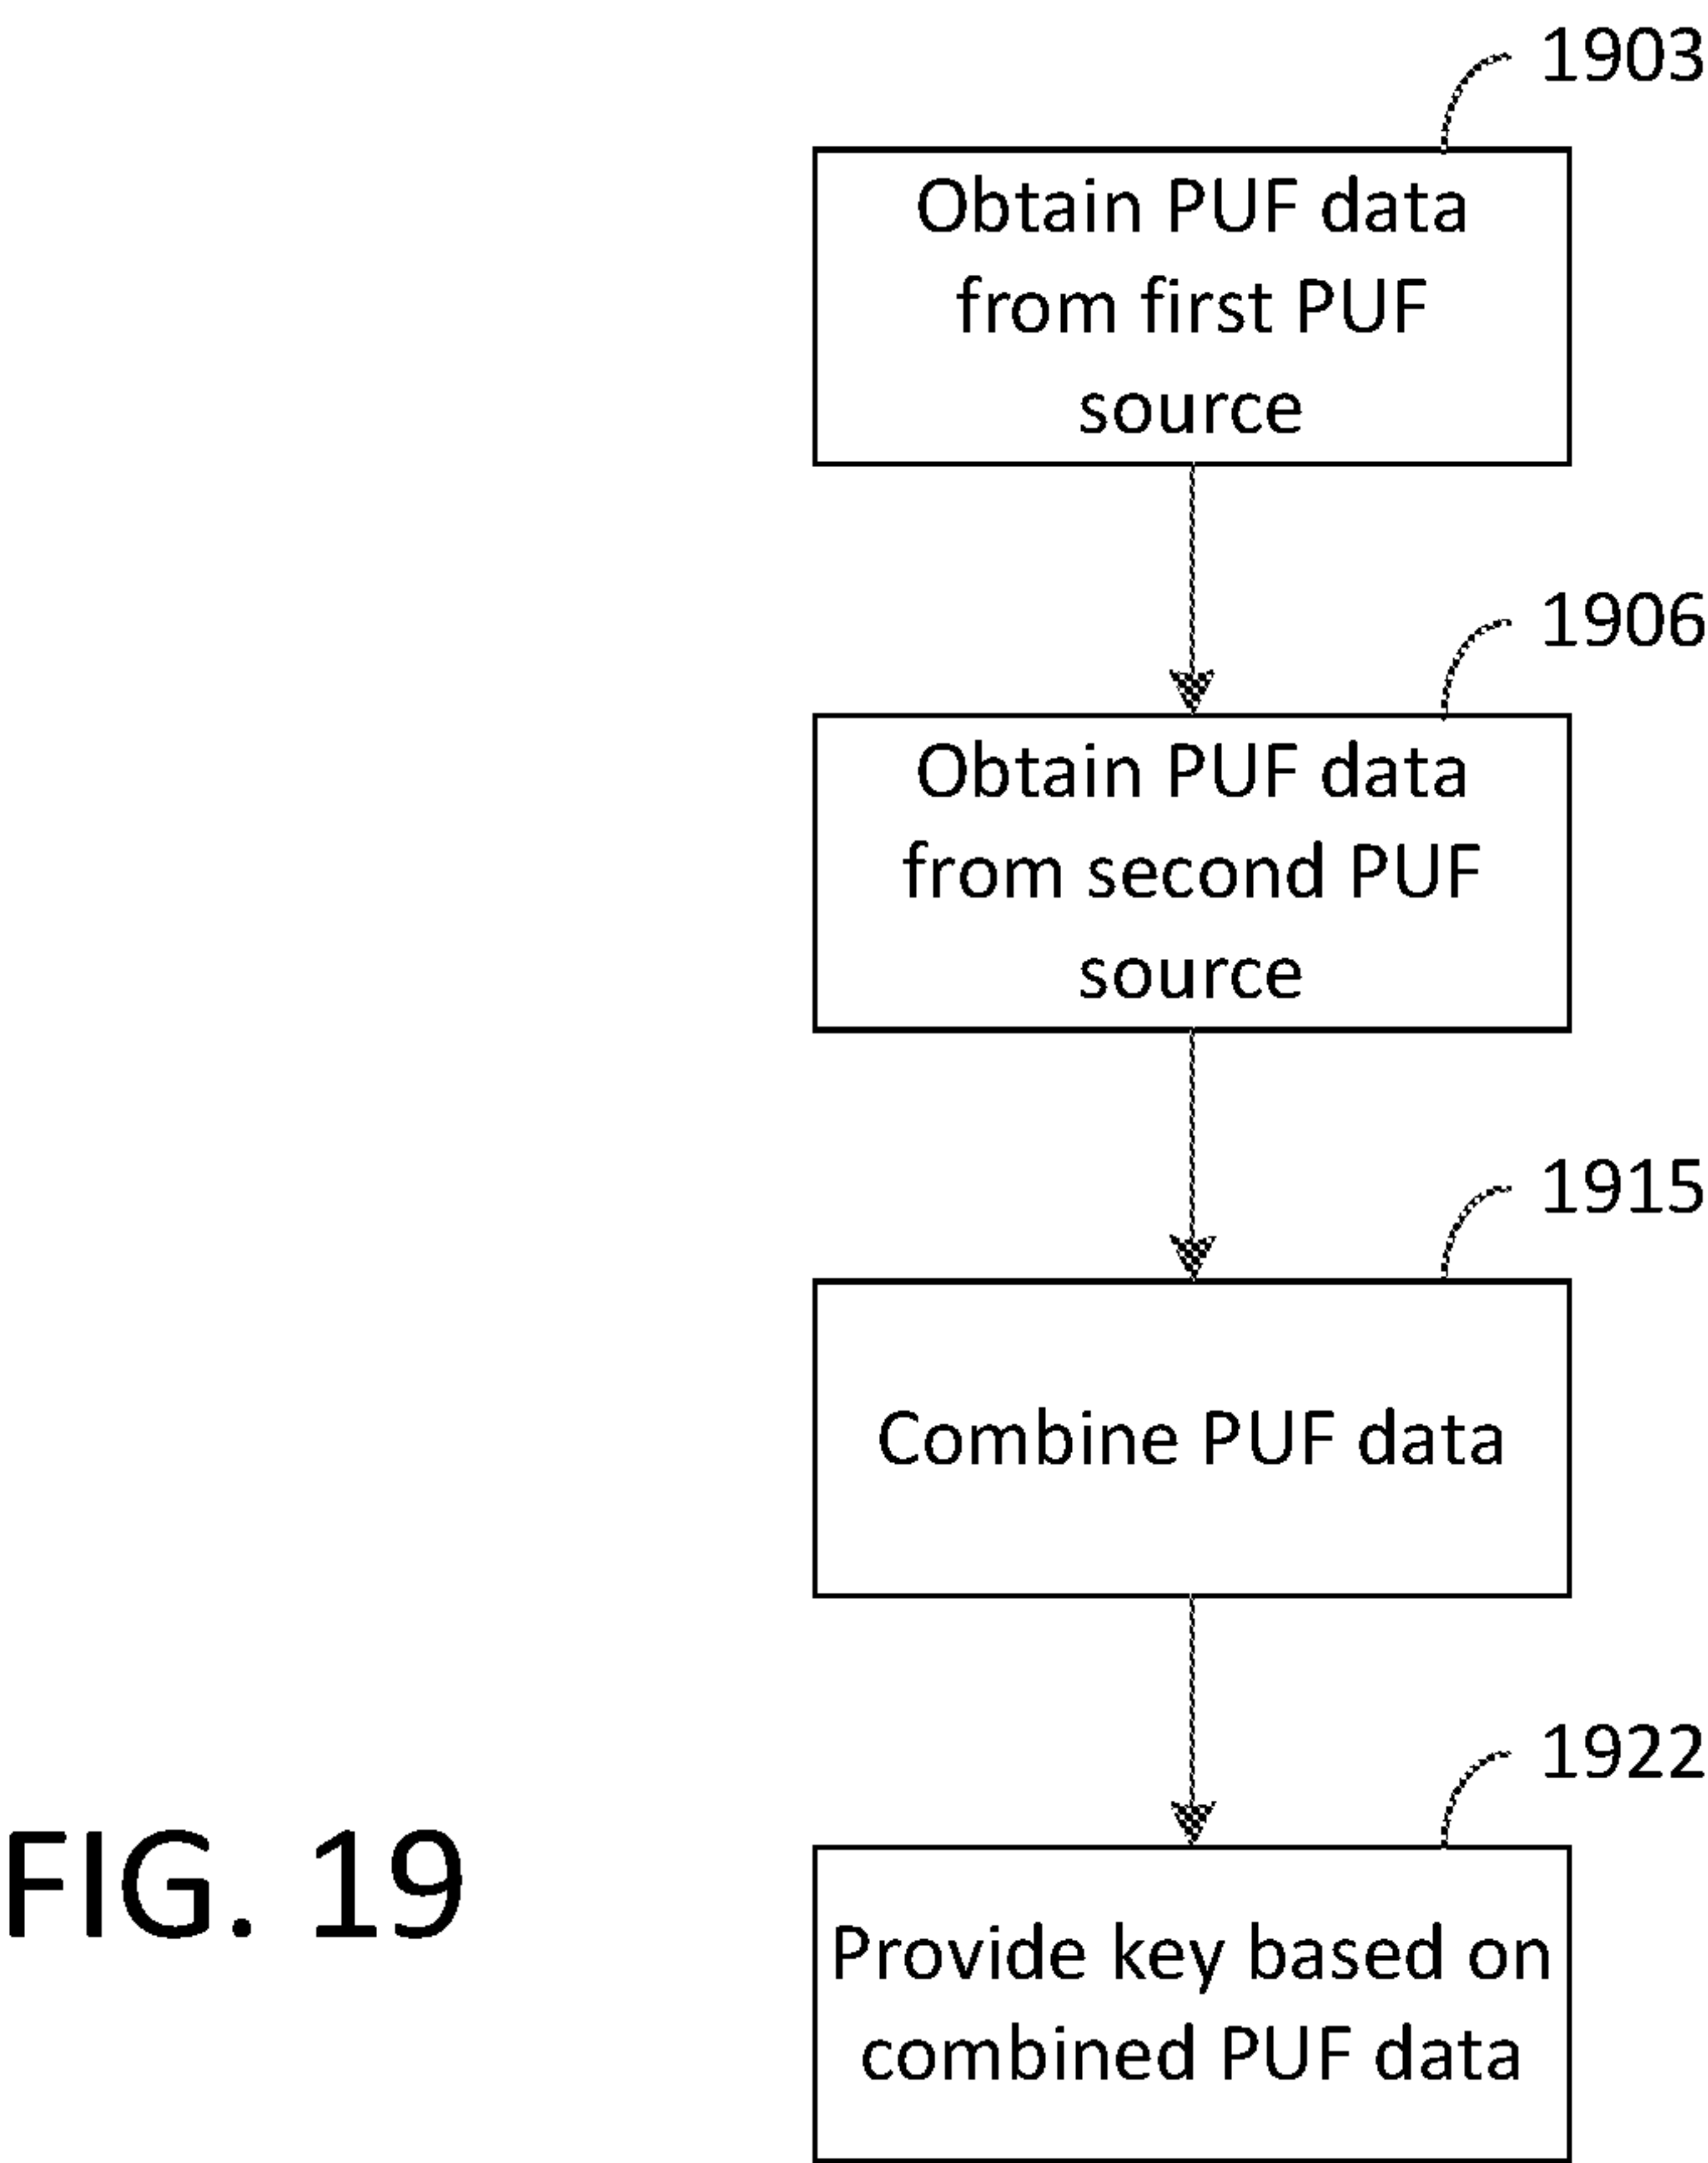 1903
Obtain PUF data
from first PUF
source
1906
Obtain PUF data
from second PUF
source
1915
Combine PUF data
1922
Provide key based on
combined PUF data
FIG. 19